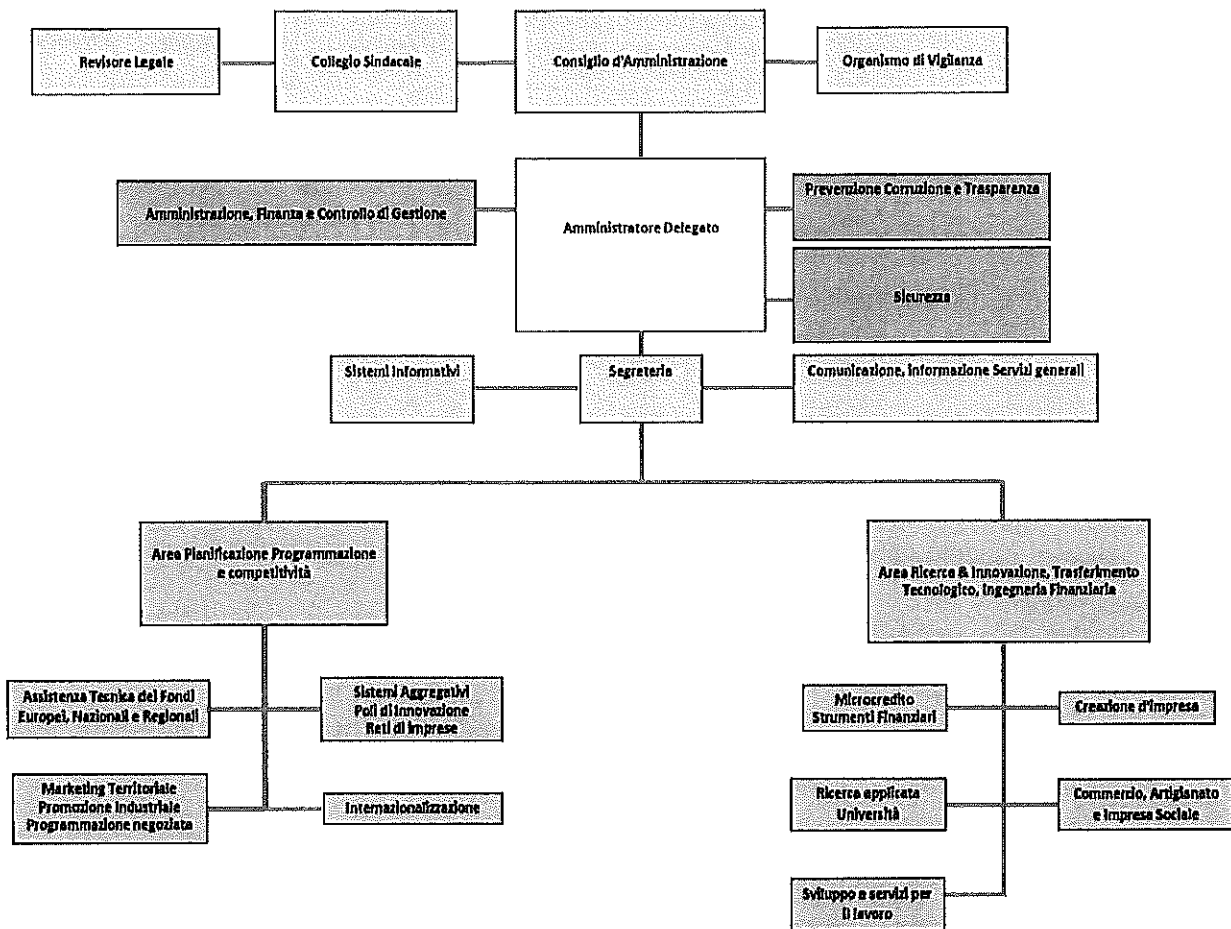 Revisore Legale
Collegio Sindacale
Consiglio d'Amministrazione
Organismo di Vigilanza
Amministrazione, Finanza e Controllo di Gestione
Amministratore Delegato
Prevenzione Corruzione e Trasparenza
Sicurezza
Sistemi Informativi
Segreteria
Comunicazione, Informazione Servizi generali
Area Pianificazione Programmazione
e competitività
Area Ricerca & Innovazione, Trasferimento
Tecnologico, Ingegneria Finanziaria
Assistenza Tecnica dei Fondi
Europei, Nazionali e Regionali
Sistemi Aggregativi
Poli di Innovazione
Reti di Imprese
Marketing Territoriale
Promozione Industriale
Programmazione negoziata
Internazionalizzazione
Microcredito
Strumenti Finanziari
Creazione d'Impresa
Ricerca applicata
Università
Commercio, Artigianato
e Impresa Sociale
Sviluppo e servizi per
il lavoro